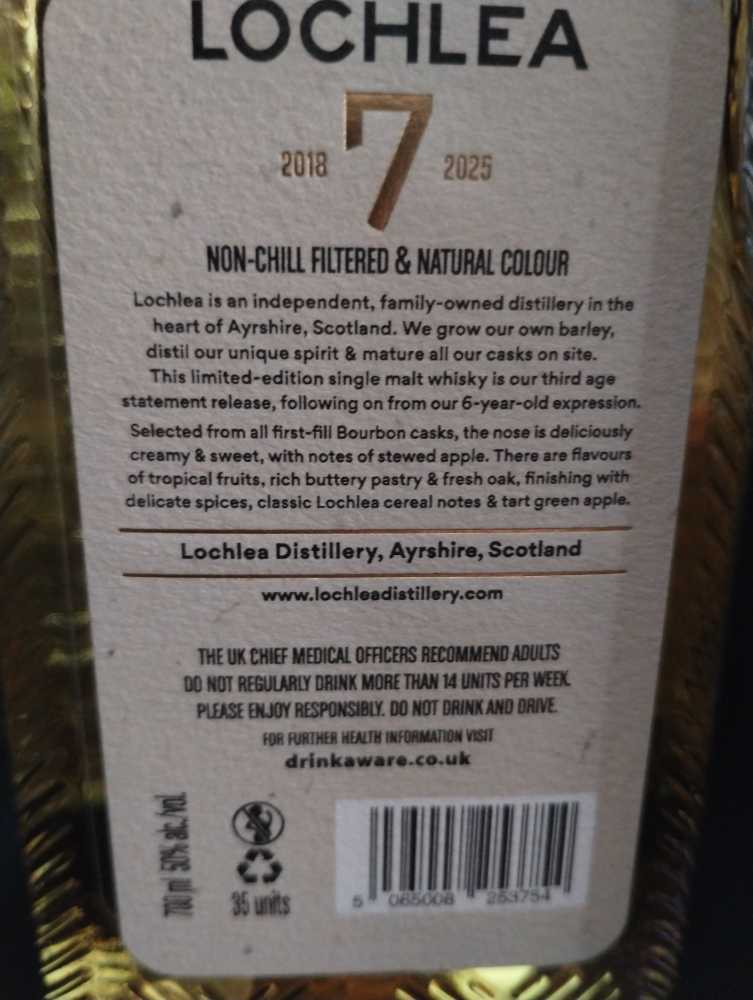 LOCHLEA
7
2018 2025
NON-CHILL FILTERED & NATURAL COLOUR
Lochlea is an independent, family-owned distillery in the
heart of Ayrshire, Scotland. We grow our own barley,
distil our unique spirit & mature all our casks on site.
This limited-edition single malt whisky is our third age
statement release, following on from our 6-year-old expression.
Selected from all first-fill Bourbon casks, the nose is deliciously
creamy & sweet, with notes of stewed apple. There are flavours
of tropical fruits, rich buttery pastry & fresh oak, finishing with
delicate spices, classic Lochlea cereal notes & tart green apple.
Lochlea Distillery, Ayrshire, Scotland
www.lochleadistillery.com
THE UK CHIEF MEDICAL OFFICERS RECOMMEND ADULTS
DO NOT REGULARLY DRINK MORE THAN 14 UNITS PER WEEK.
PLEASE ENJOY RESPONSIBLY. DO NOT DRINK AND DRIVE.
FOR FURTHER HEALTH INFORMATION VISIT
drinkaware.co.uk
700 ml 50% alc./vol.
35 units
5 065008 253754